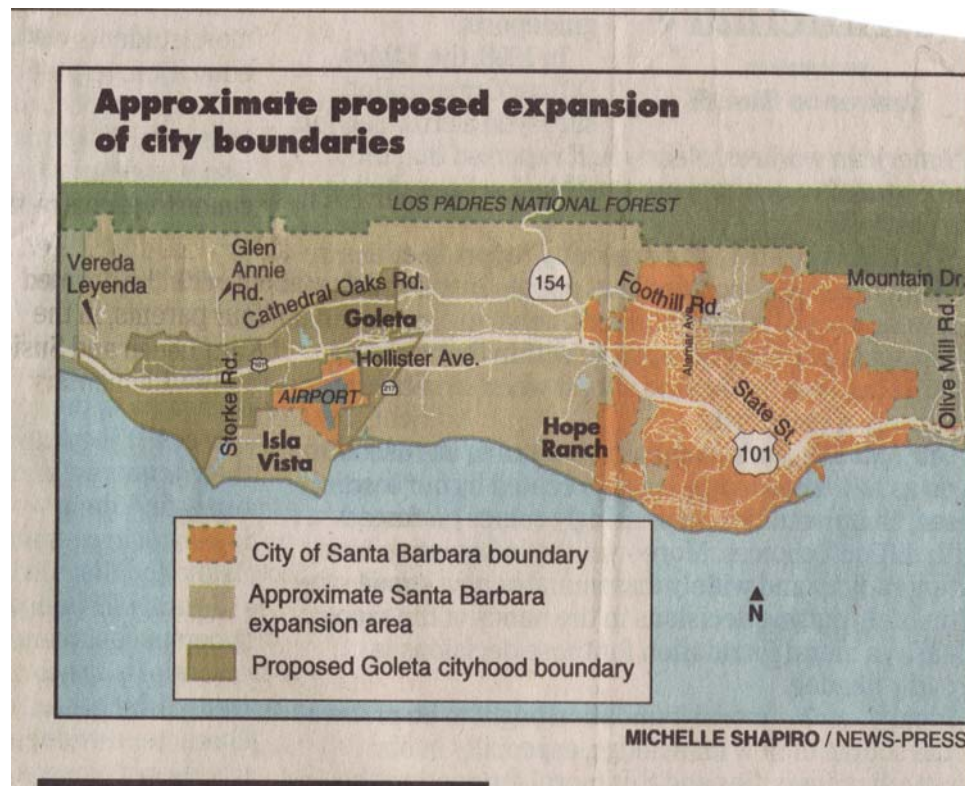 Approximate proposed expansion
of city boundaries
LOS PADRES NATIONAL FOREST
Vereda
Leyenda
Glen
Annie
Rd.
Cathedral Oaks Rd.
154
Foothill Rd.
Mountain Dr.
Goleta
Alamar Ave.
Olive Mill Rd.
Storke Rd.
101
Hollister Ave.
217
AIRPORT
State St.
Isla
Vista
Hope
Ranch
101
City of Santa Barbara boundary
Approximate Santa Barbara
expansion area
Proposed Goleta cityhood boundary
N
MICHELLE SHAPIRO / NEWS-PRESS